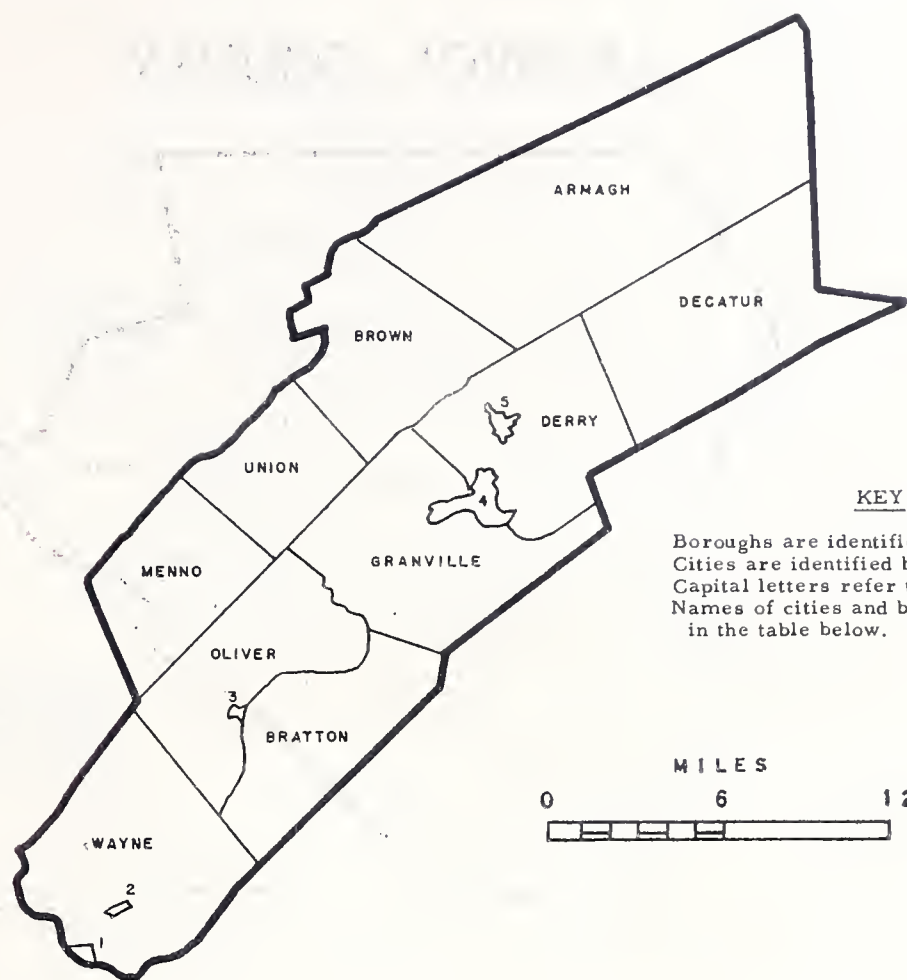 ARMAGH
DECATUR
BROWN
5
DERRY
UNION
4
KEY
Boroughs are identifi
MENNO
GRANVILLE
Cities are identified b
Capital letters refer
Names of cities and b
in the table below.
OLIVER
3
BRATTON
MILES
0 6 12
WAYNE
2
1